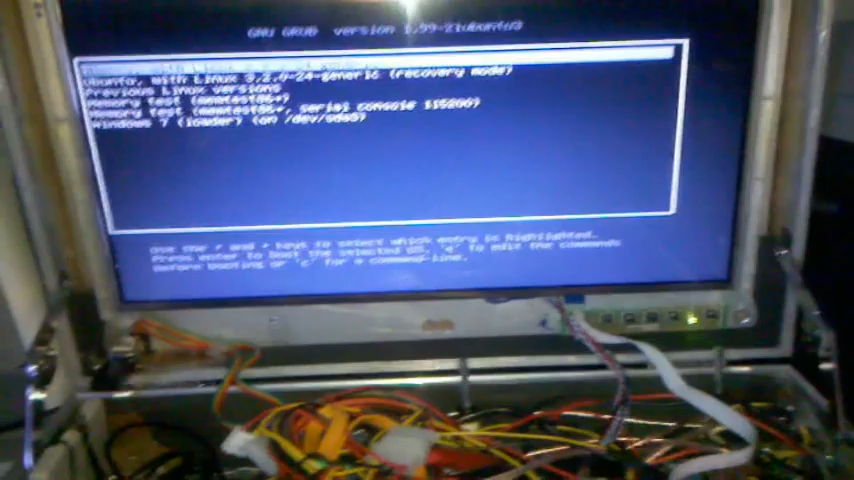 GNU GRUB version 1.99-21ubuntu3
Ubuntu, with Linux 3.2.0-24-generic (recovery mode)
Previous Linux versions
Memory test (memtest86+)
Memory test (memtest86+, serial console 115200)
Windows 7 (loader) (on /dev/sda3)
Use the and keys to select which entry is highlighted.
Press enter to boot the selected OS, 'e' to edit the commands
before booting or 'c' for a command-line.